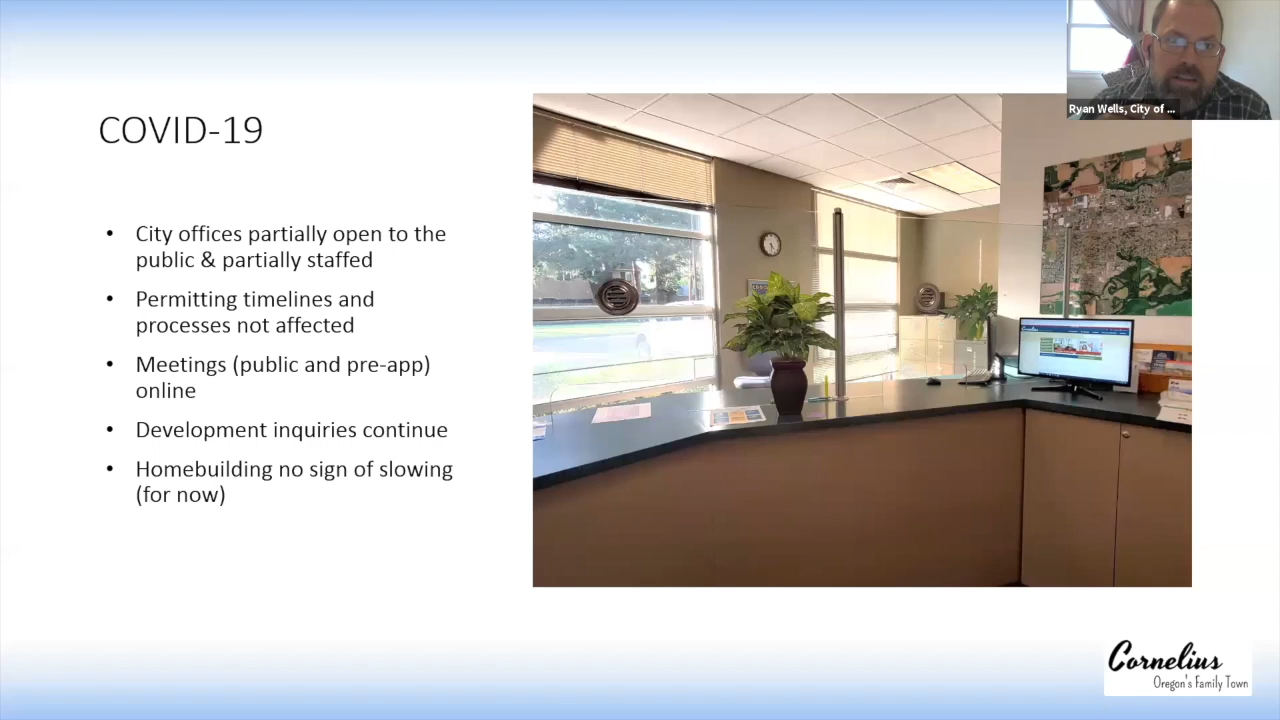 Ryan Wells, City of ...
COVID-19
• City offices partially open to the
public & partially staffed
• Permitting timelines and
processes not affected
• Meetings (public and pre-app)
online
• Development inquiries continue
• Homebuilding no sign of slowing
(for now)
Cornelius
Cornelius
Oregon's Family Town